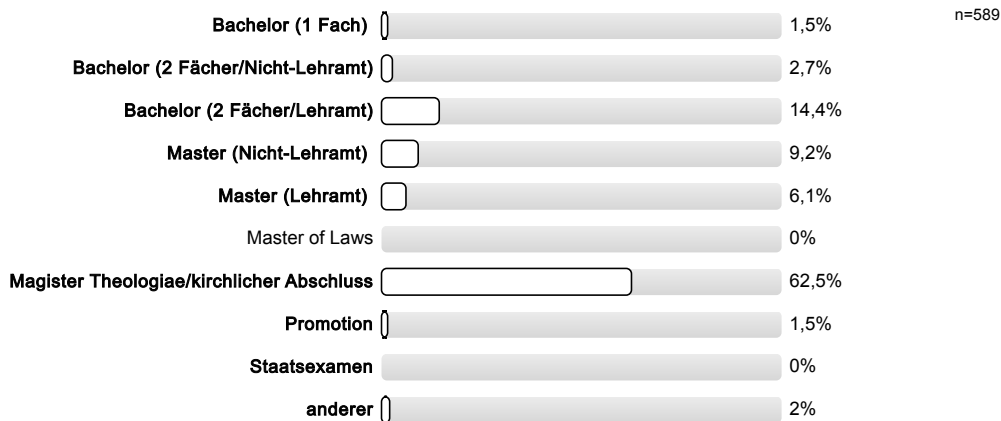 n=589
Bachelor (1 Fach) 1,5%
Bachelor (2 Fächer/Nicht-Lehramt) 2,7%
Bachelor (2 Fächer/Lehramt) 14,4%
Master (Nicht-Lehramt) 9,2%
Master (Lehramt) 6,1%
Master of Laws 0%
Magister Theologiae/kirchlicher Abschluss 62,5%
Promotion 1,5%
Staatsexamen 0%
anderer 2%